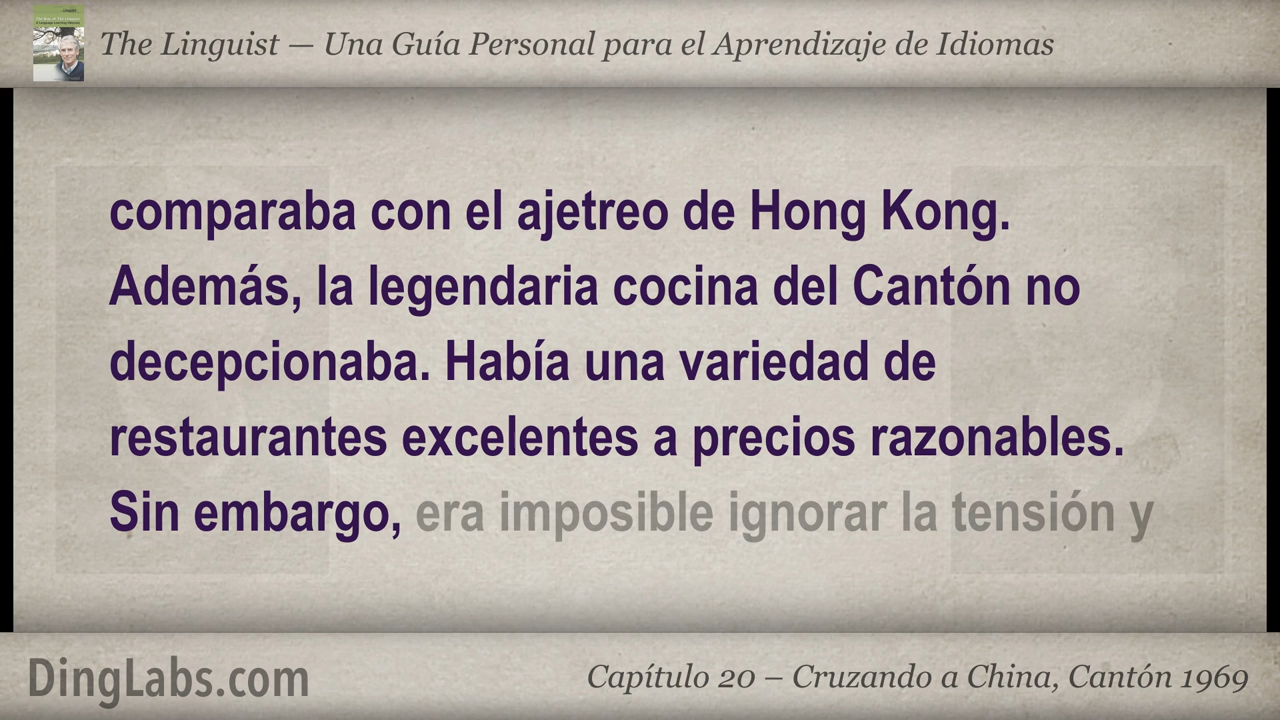 The Linguist — Una Guía Personal para el Aprendizaje de Idiomas
comparaba con el ajetreo de Hong Kong.
Además, la legendaria cocina del Cantón no
decepcionaba. Había una variedad de
restaurantes excelentes a precios razonables.
Sin embargo, era imposible ignorar la tensión y
DingLabs.com
Capítulo 20 – Cruzando a China, Cantón 1969